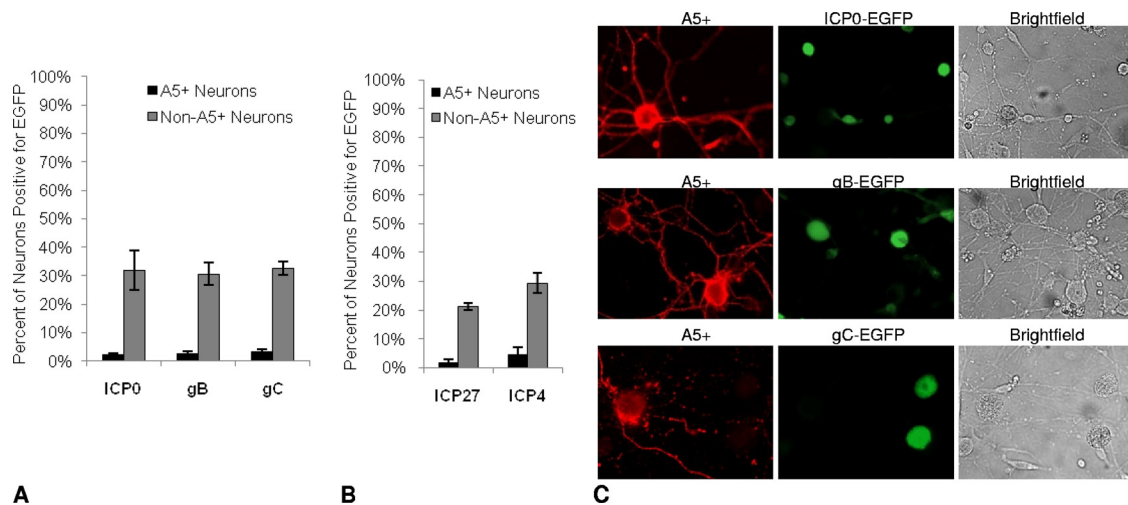 Percent of Neurons Positive for EGFP
100%
90%
80%
70%
60%
50%
40%
30%
20%
10%
0%
A5+ Neurons
Non-A5+ Neurons
ICP0 gB gC
A
Percent of Neurons Positive for EGFP
100%
90%
80%
70%
60%
50%
40%
30%
20%
10%
0%
A5+ Neurons
Non-A5+ Neurons
ICP27 ICP4
B
A5+ ICP0-EGFP Brightfield
A5+ gB-EGFP Brightfield
A5+ gC-EGFP Brightfield
C